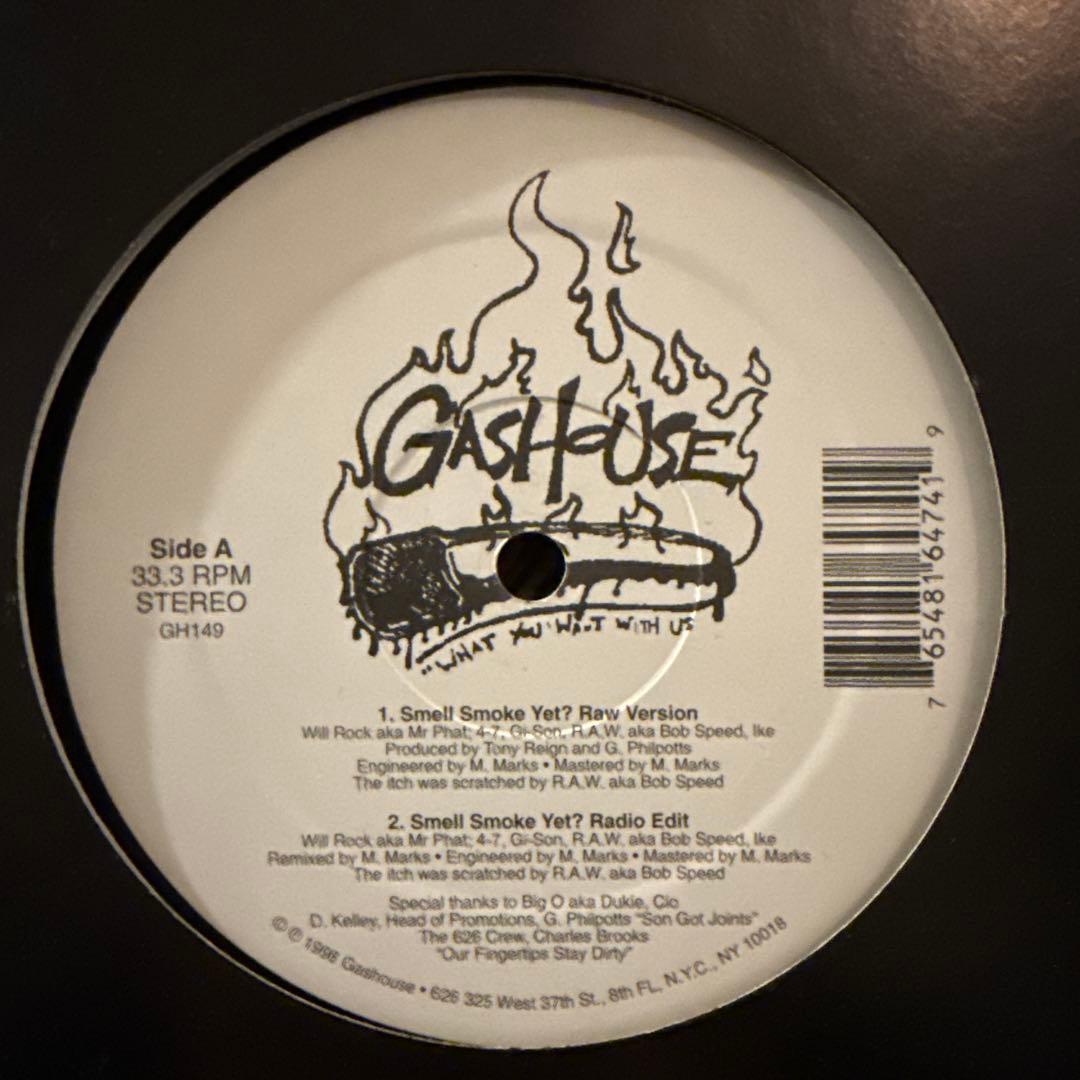 GASHOUSE
"WHAT YOU WANT WITH US
Side A
33.3 RPM
STEREO
GH149
7 65481 64741 9
1. Smell Smoke Yet? Raw Version
Will Rock aka Mr Phat; 4-7, Gi-Son, R.A.W. aka Bob Speed, Ike
Produced by Tony Reign and G. Philpotts
Engineered by M. Marks • Mastered by M. Marks
The itch was scratched by R.A.W. aka Bob Speed
2. Smell Smoke Yet? Radio Edit
Will Rock aka Mr Phat; 4-7, Gi-Son, R.A.W. aka Bob Speed, Ike
Remixed by M. Marks • Engineered by M. Marks • Mastered by M. Marks
The itch was scratched by R.A.W. aka Bob Speed
Special thanks to Big O aka Dukie, Clo
D. Kelley, Head of Promotions, G. Philpotts "Son Got Joints"
The 626 Crew, Charles Brooks
"Our Fingertips Stay Dirty"
© ℗ 1996 Gashouse • 626 325 West 37th St., 8th FL, N.Y.C., NY 10018